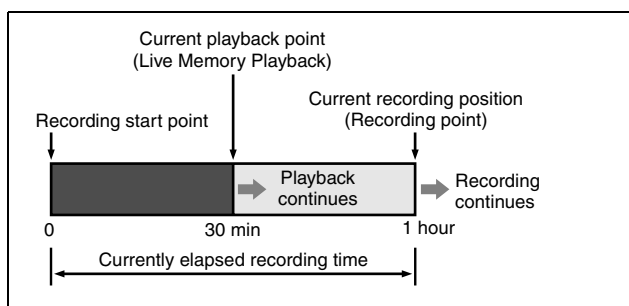 Current playback point
(Live Memory Playback)
Current recording position
(Recording point)
Recording start point
Playback
continues
Recording
continues
0
30 min
1 hour
Currently elapsed recording time